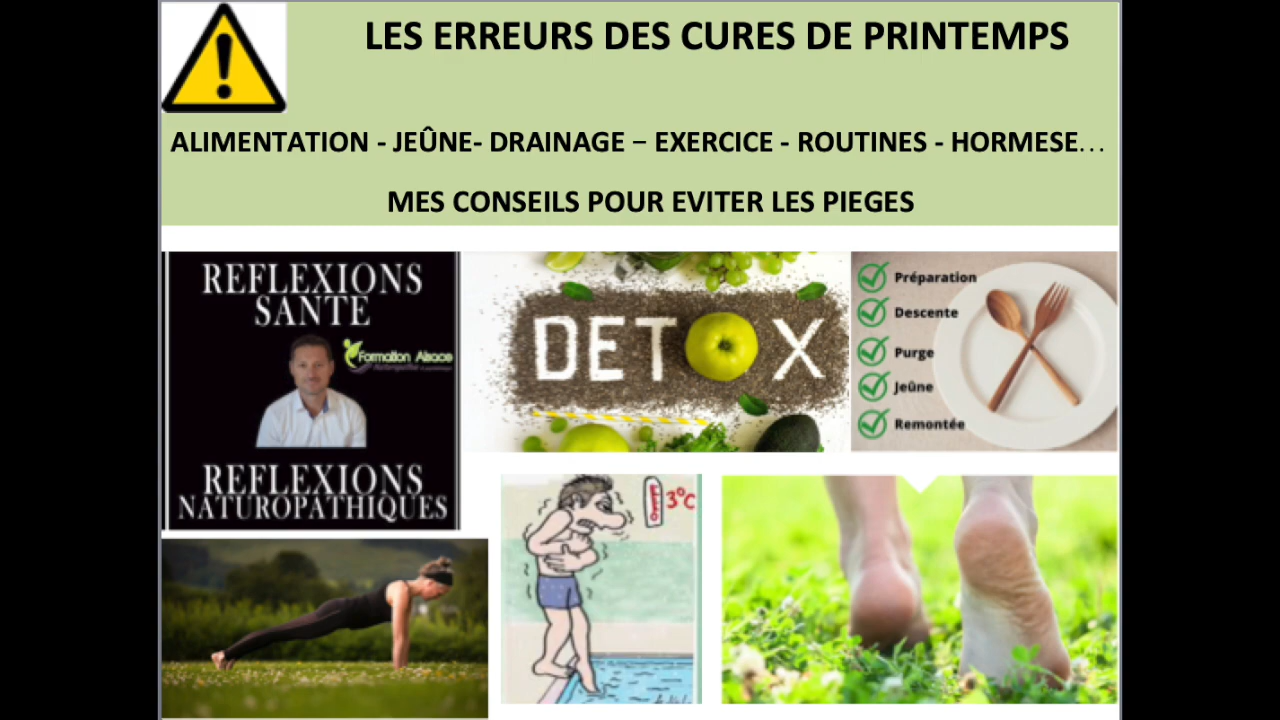 LES ERREURS DES CURES DE PRINTEMPS
ALIMENTATION - JEÛNE- DRAINAGE – EXERCICE - ROUTINES - HORMESE...
MES CONSEILS POUR EVITER LES PIEGES
REFLEXIONS
SANTE
Formation Alsace
REFLEXIONS
NATUROPATHIQUES
DETOX
Préparation
Descente
Purge
Jeûne
Remontée
3°C